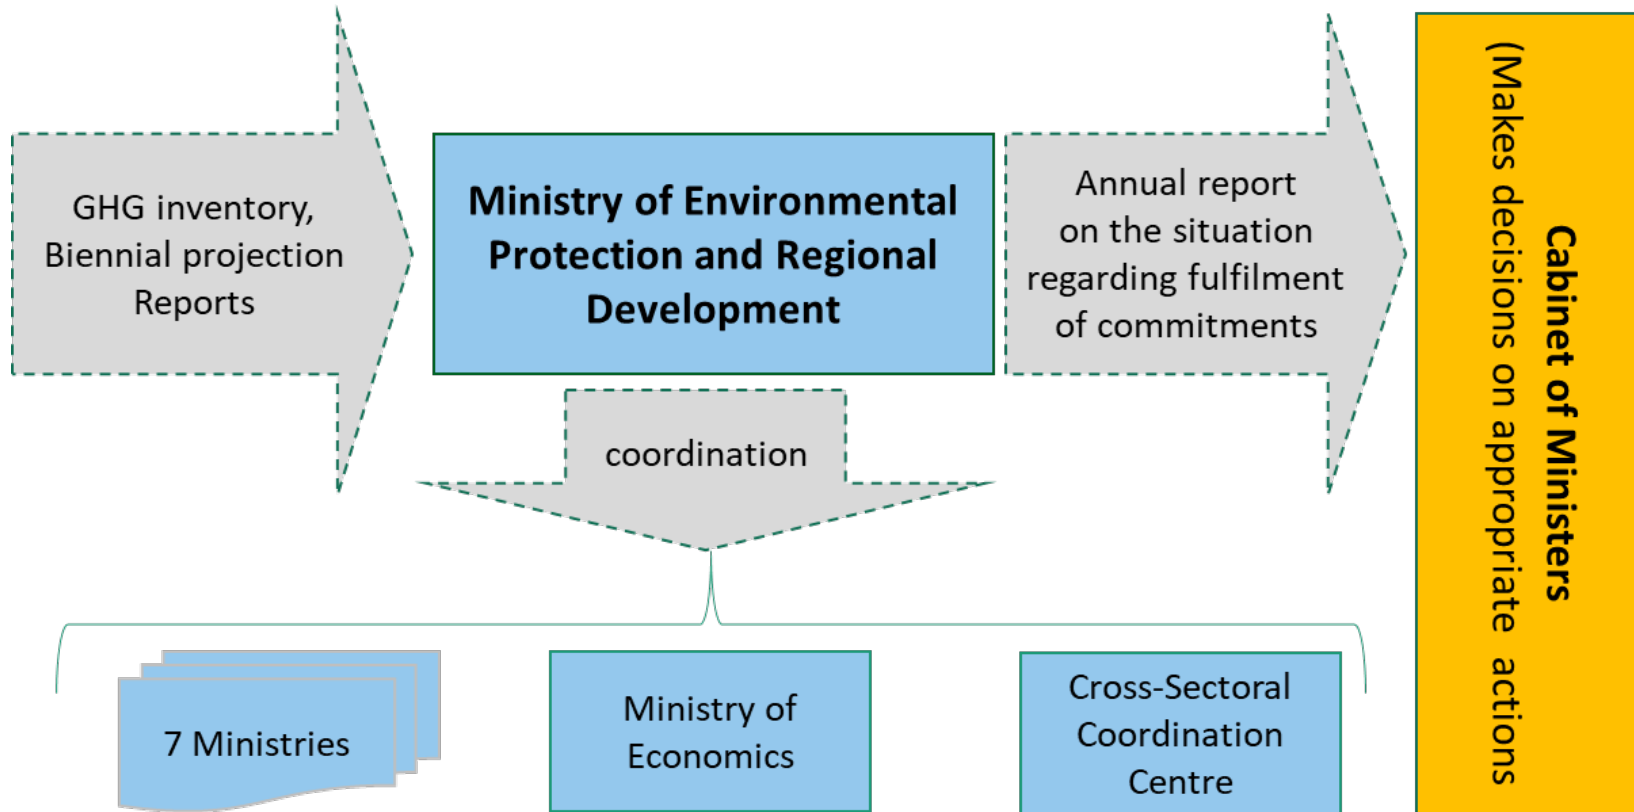 GHG inventory,
Biennial projection
Reports
Ministry of Environmental
Protection and Regional
Development
Annual report
on the situation
regarding fulfilment
of commitments
Cabinet of Ministers
(Makes decisions on appropriate actions
coordination
7 Ministries
Ministry of
Economics
Cross-Sectoral
Coordination
Centre